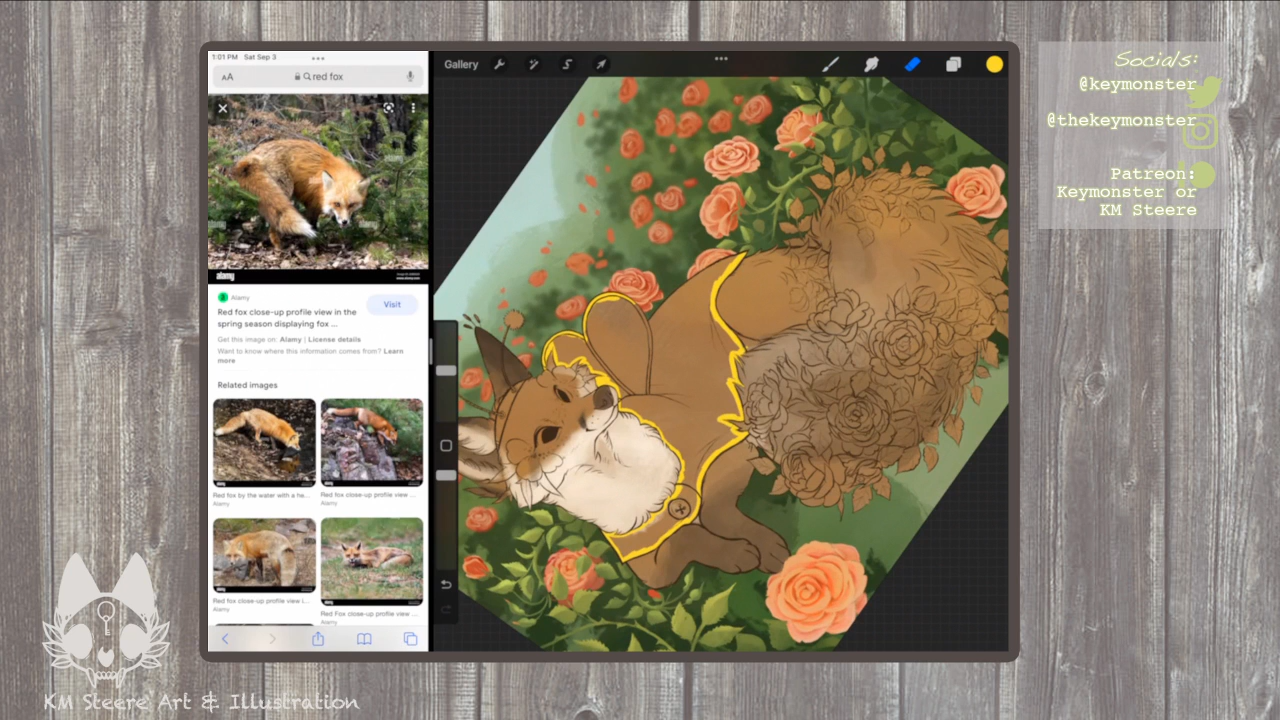 1:01 PM Sat Sep 3
AA
red fox
alamy
Alamy
Visit
Red fox close-up profile view in the
spring season displaying fox ...
Get this image on: Alamy | License details
Want to know where this information comes from? Learn
more
Related images
Red fox by the water with a he...
Alamy
Red fox close-up profile view ...
Alamy
Red fox close-up profile view i...
Alamy
Red Fox close-up profile view ...
Alamy
Gallery
Socials:
@keymonster
@thekeymonster
Patreon:
Keymonster or
KM Steere
KM Steere Art & Illustration